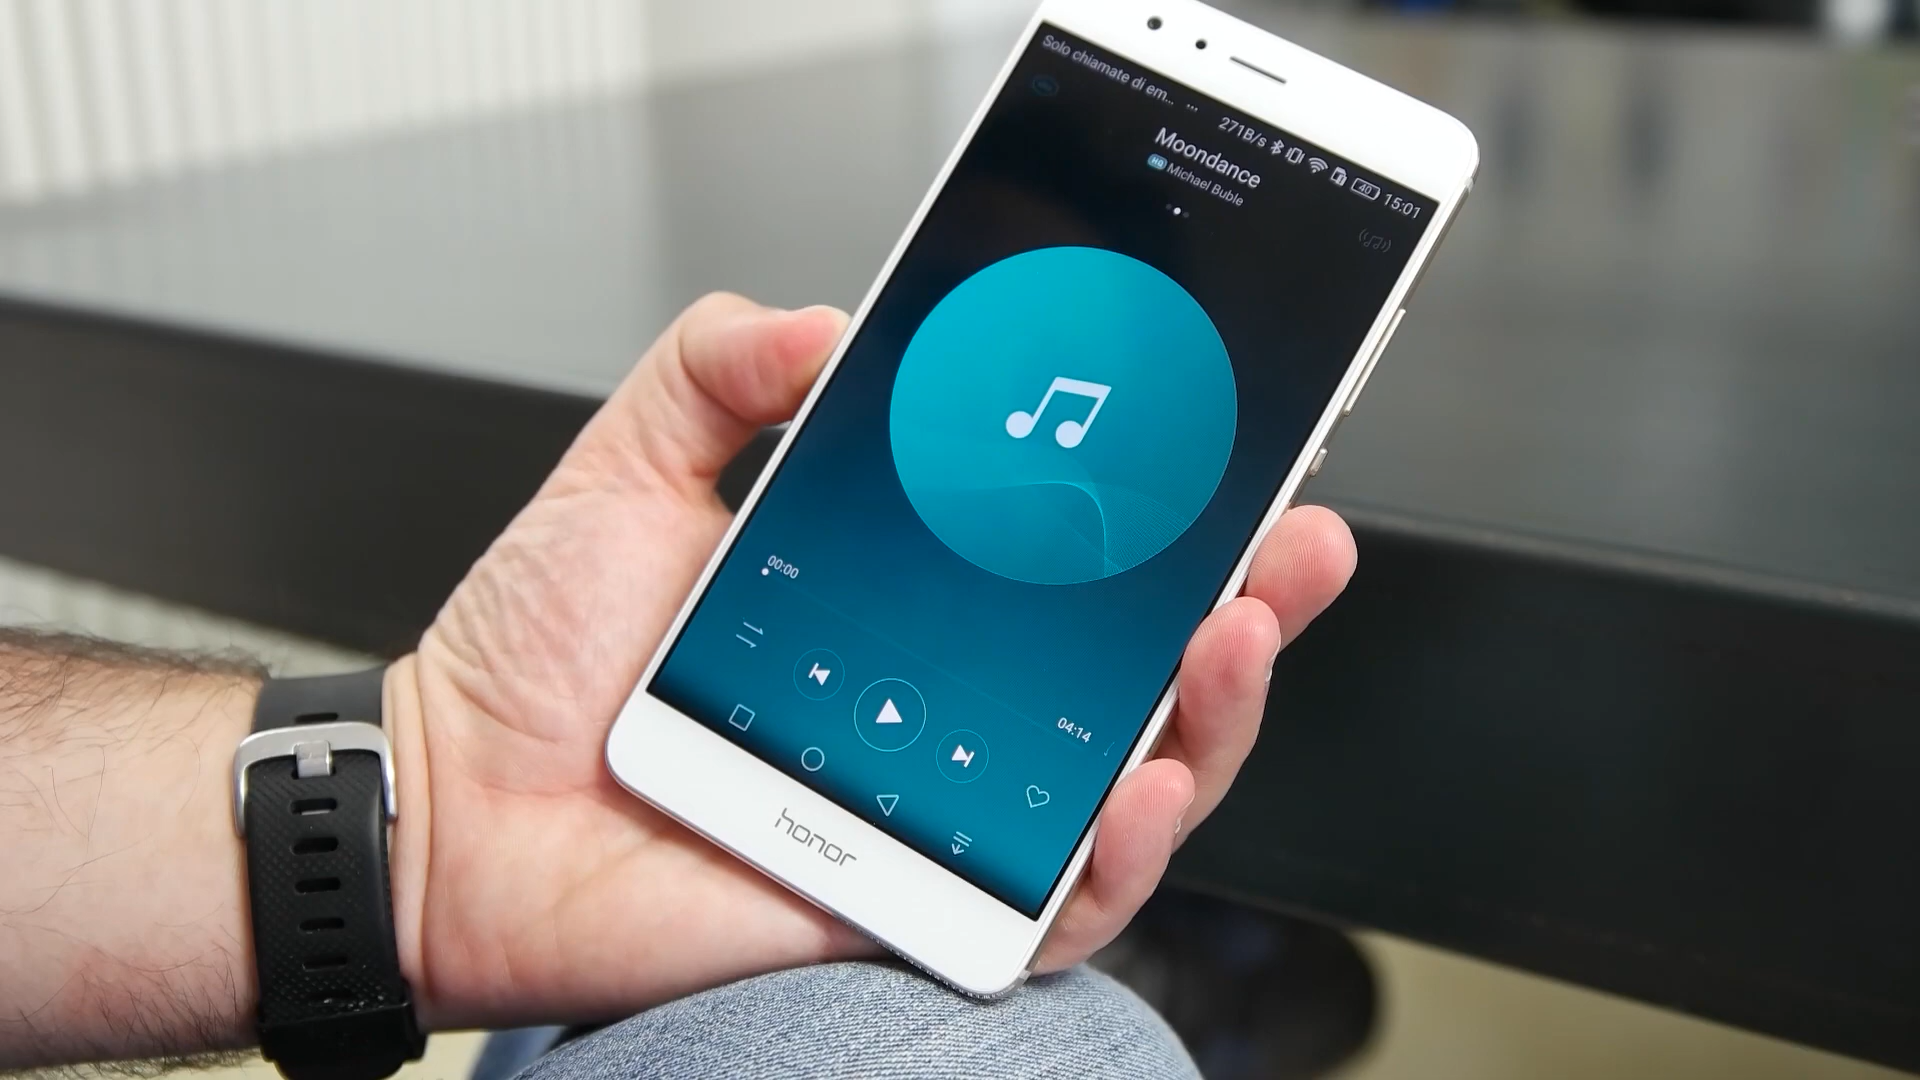 Solo chiamate di em... ...
271B/s 40 15:01
Moondance
HQ Michael Buble
00:00
04:14
honor